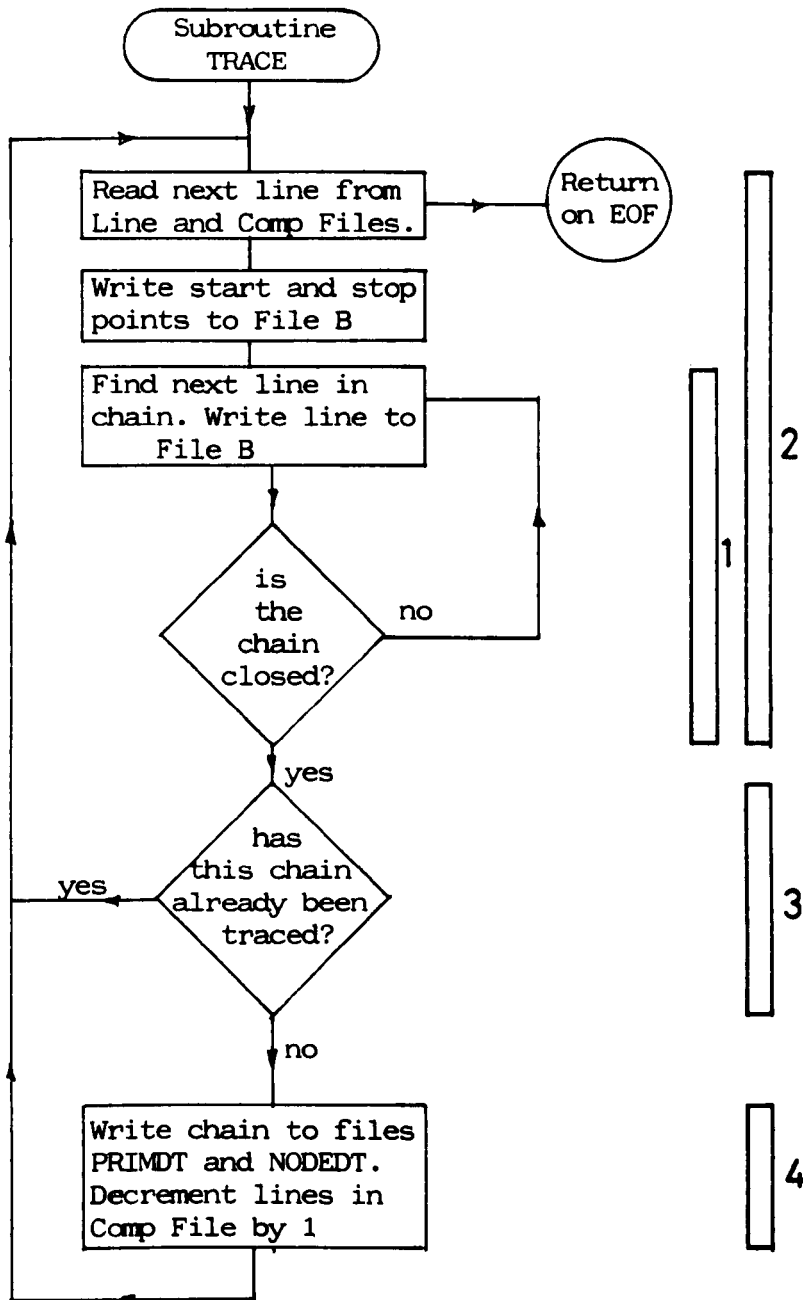 Subroutine
TRACE
Read next line from
Line and Comp Files.
Return
on EOF
Write start and stop
points to File B
Find next line in
chain. Write line to
File B
is
the
chain
closed?
no
yes
has
this chain
already been
traced?
yes
no
Write chain to files
PRIMDT and NODEDT.
Decrement lines in
Comp File by 1
1
2
3
4